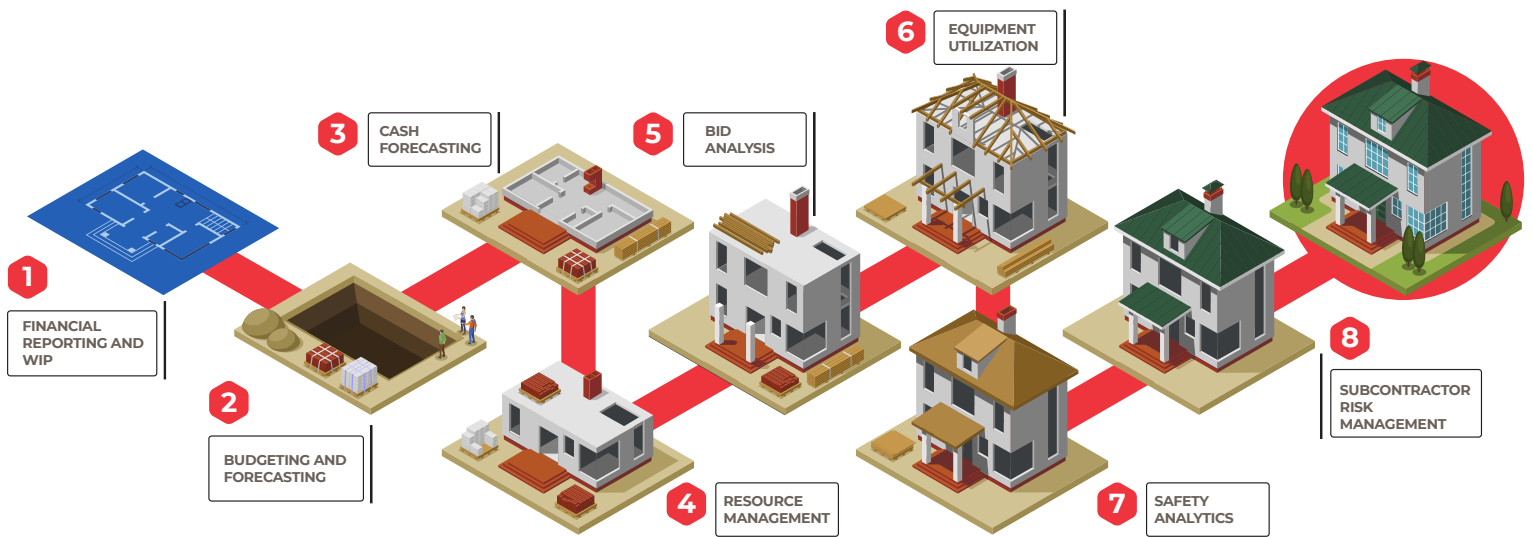 1
FINANCIAL
REPORTING AND
WIP
2
BUDGETING AND
FORECASTING
3
CASH
FORECASTING
4
RESOURCE
MANAGEMENT
5
BID
ANALYSIS
6
EQUIPMENT
UTILIZATION
7
SAFETY
ANALYTICS
8
SUBCONTRACTOR
RISK
MANAGEMENT